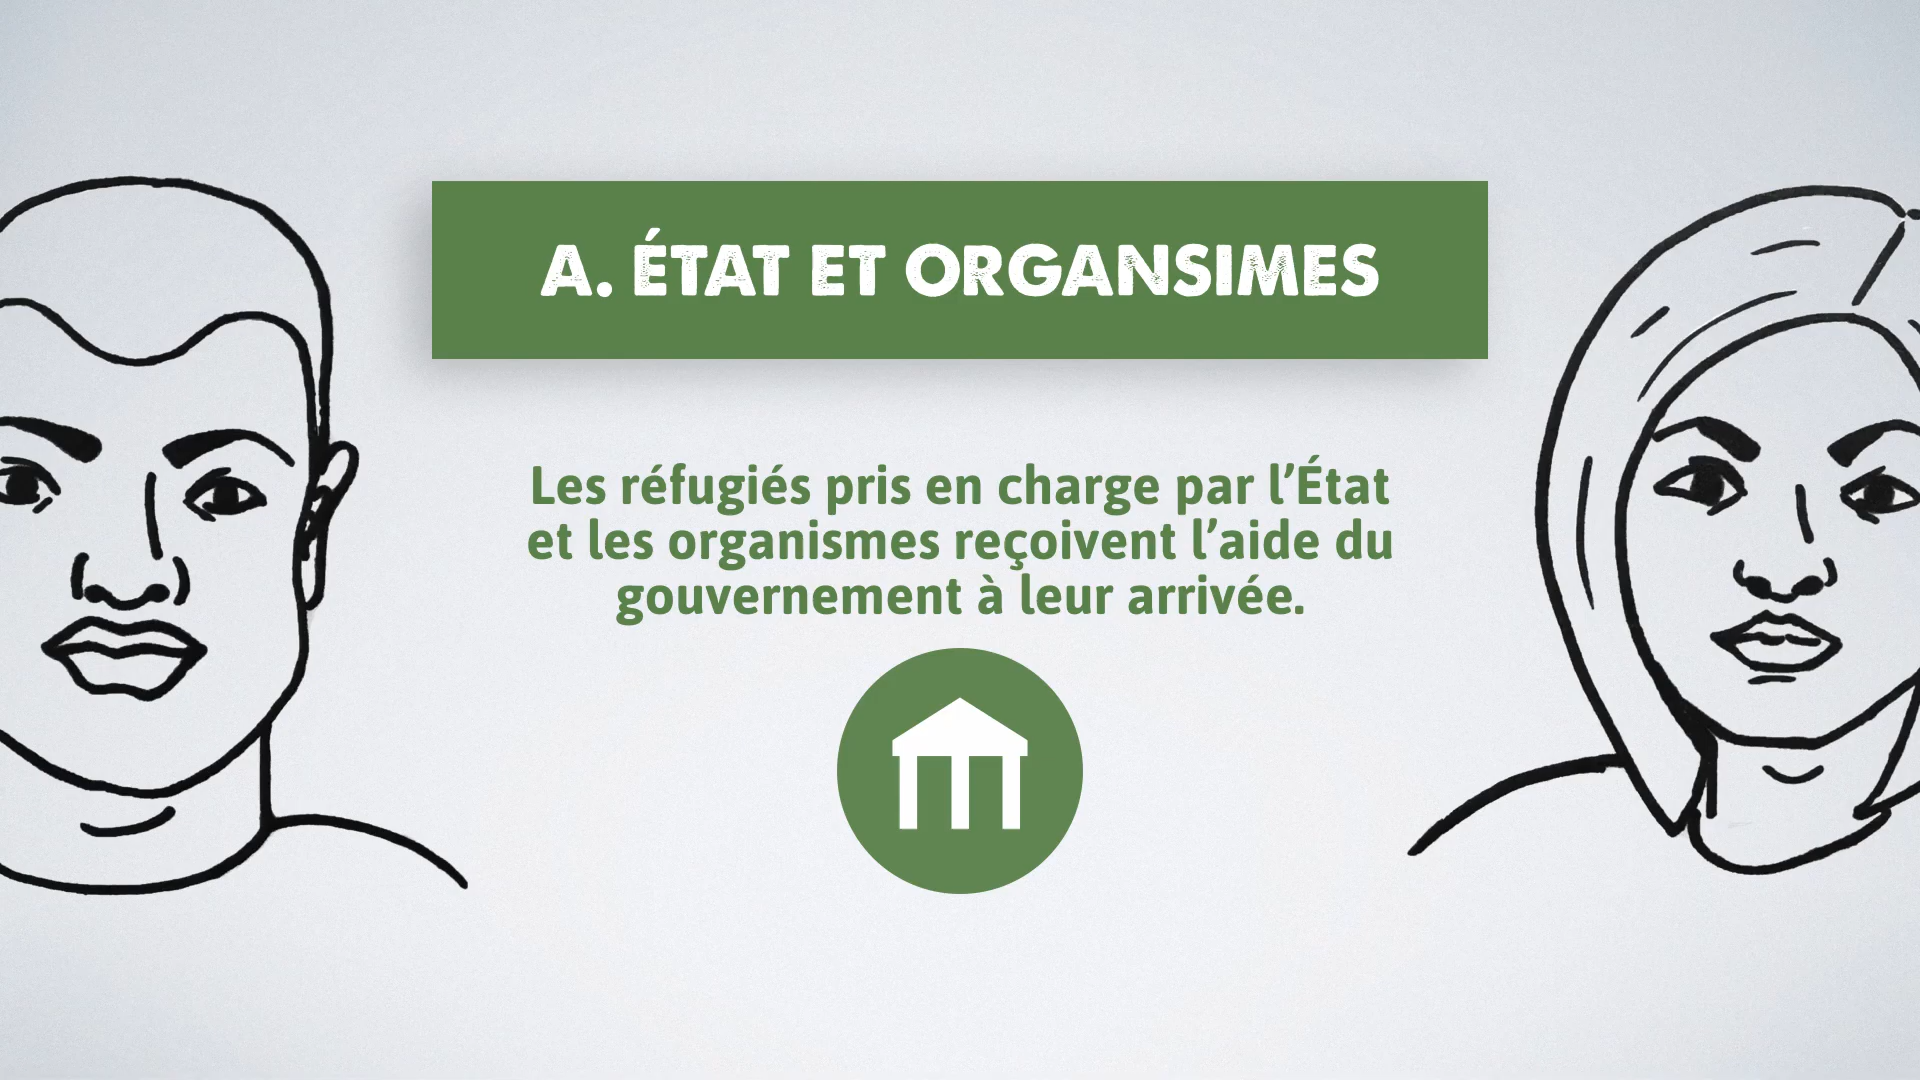 A. ÉTAT ET ORGANSIMES
Les réfugiés pris en charge par l’État
et les organismes reçoivent l’aide du
gouvernement à leur arrivée.